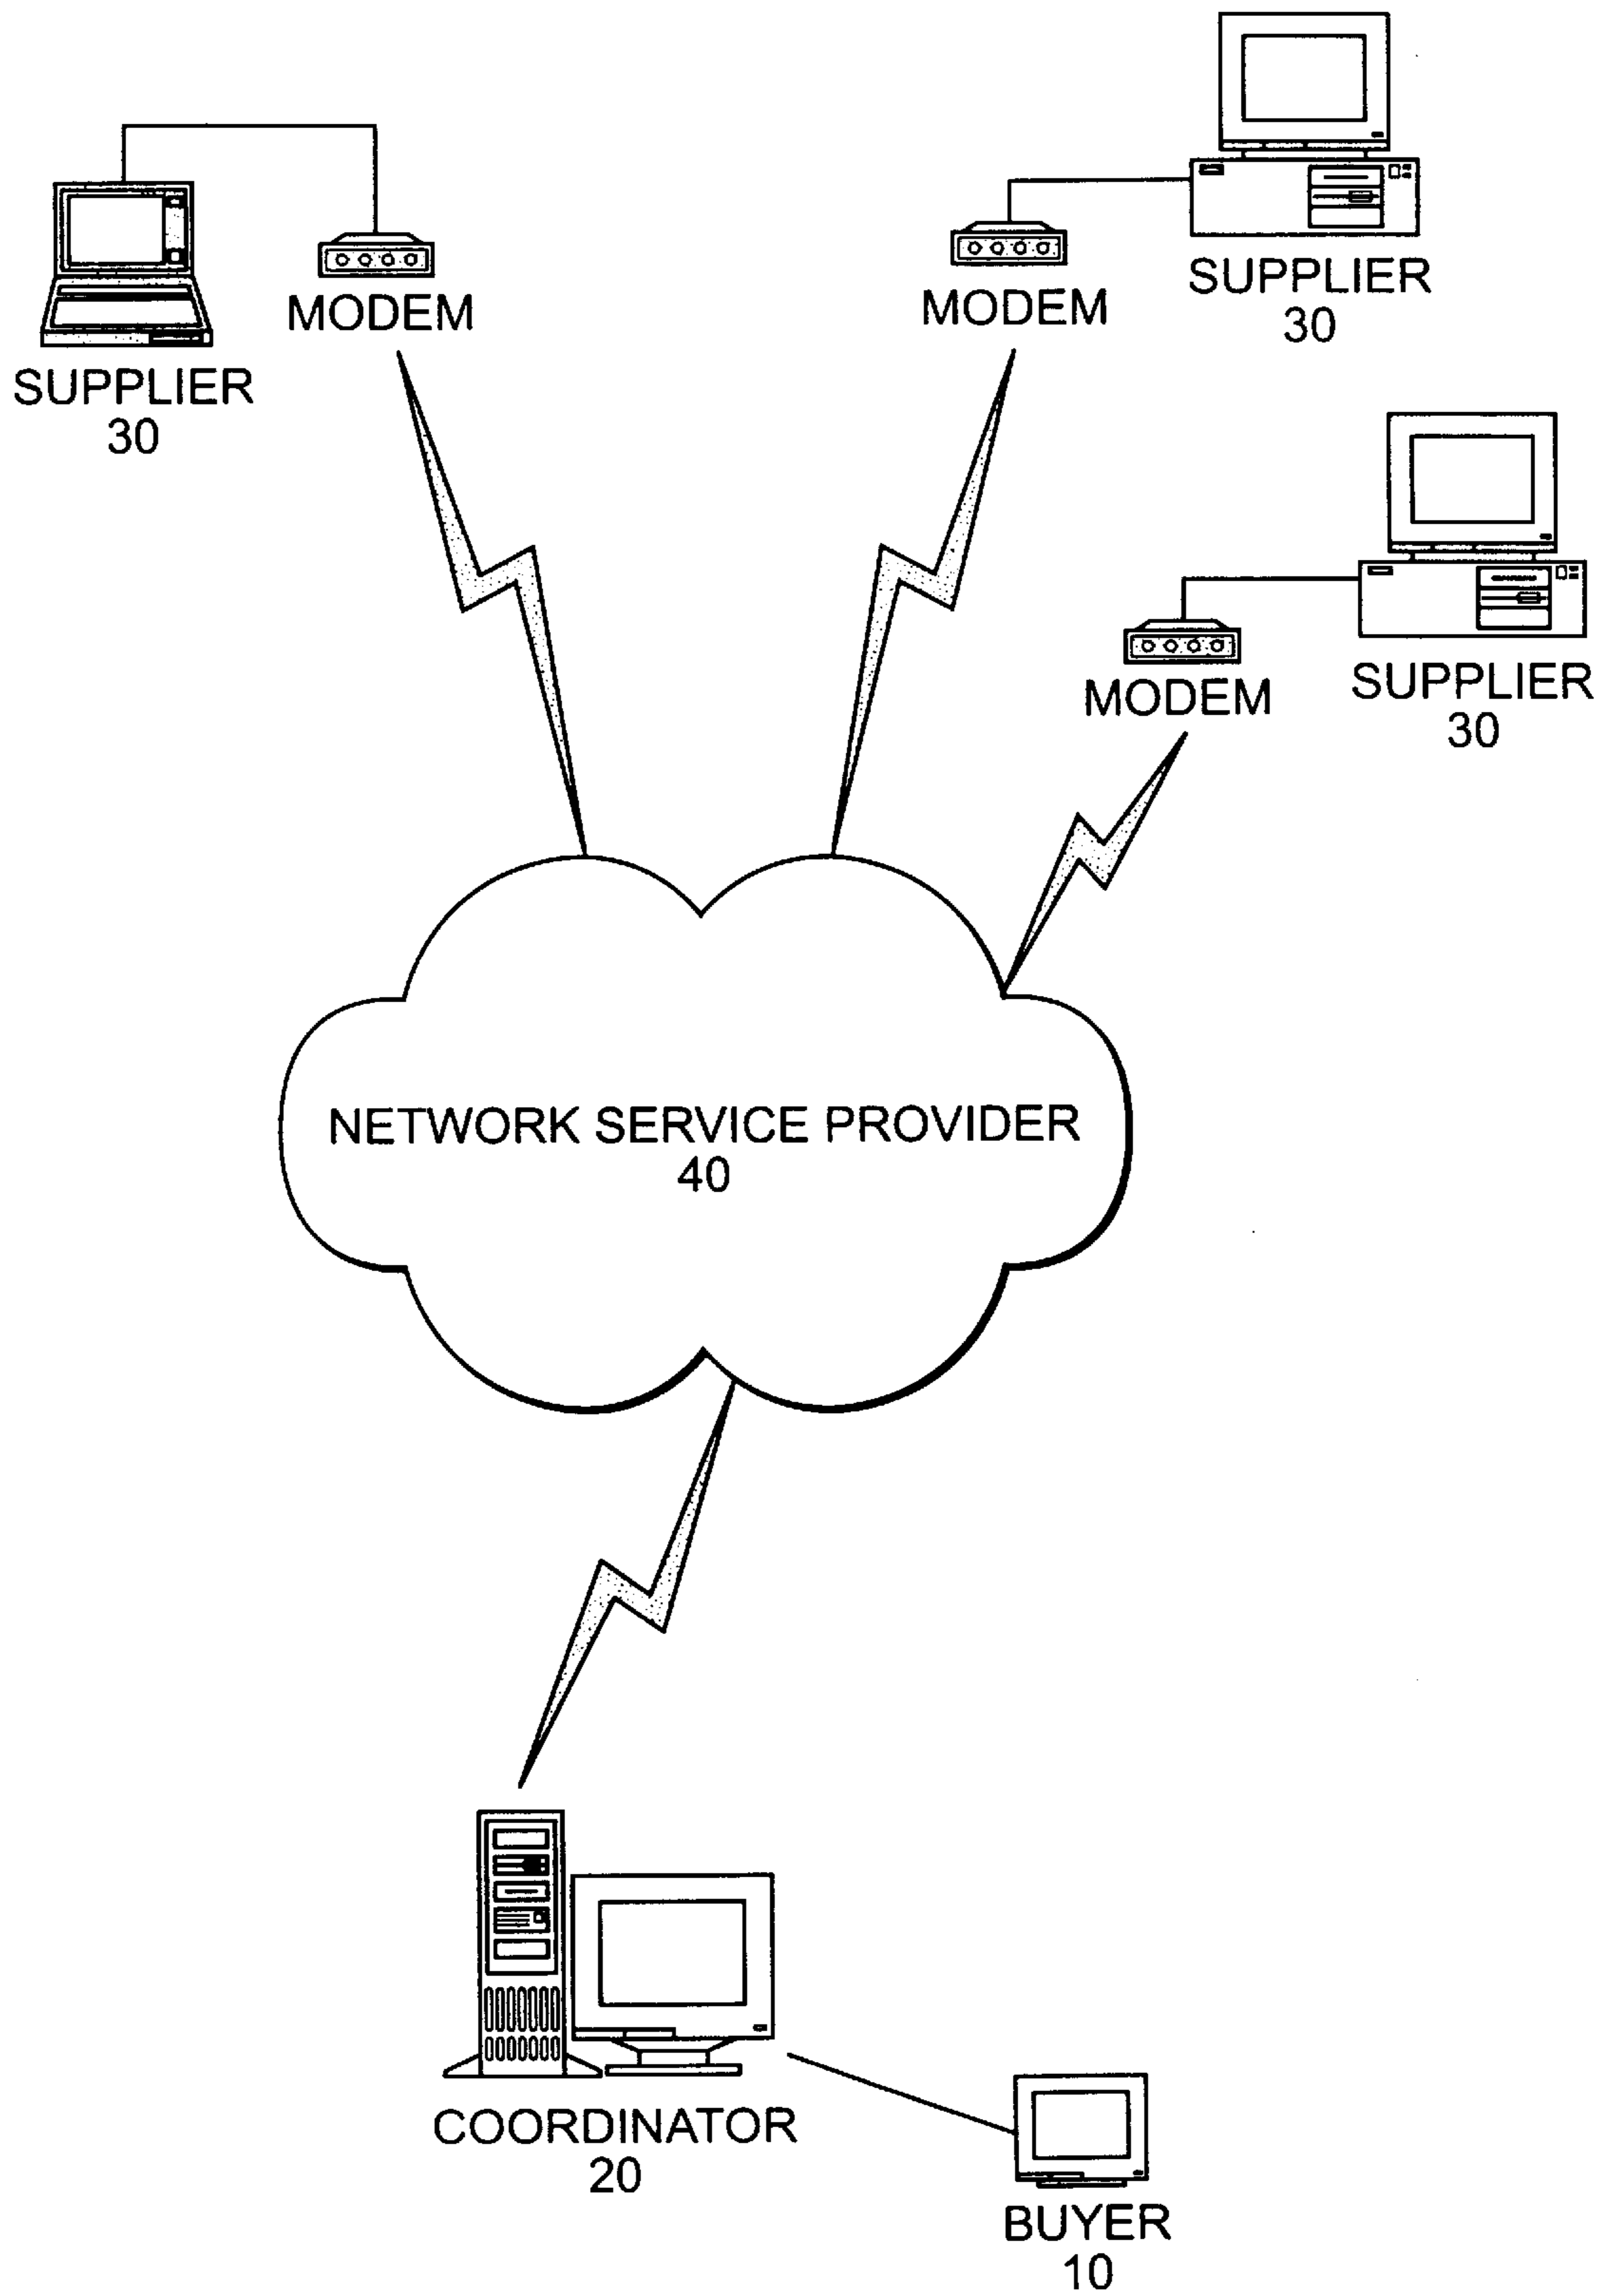 SUPPLIER
30
MODEM
MODEM
SUPPLIER
30
MODEM
SUPPLIER
30
NETWORK SERVICE PROVIDER
40
COORDINATOR
20
BUYER
10